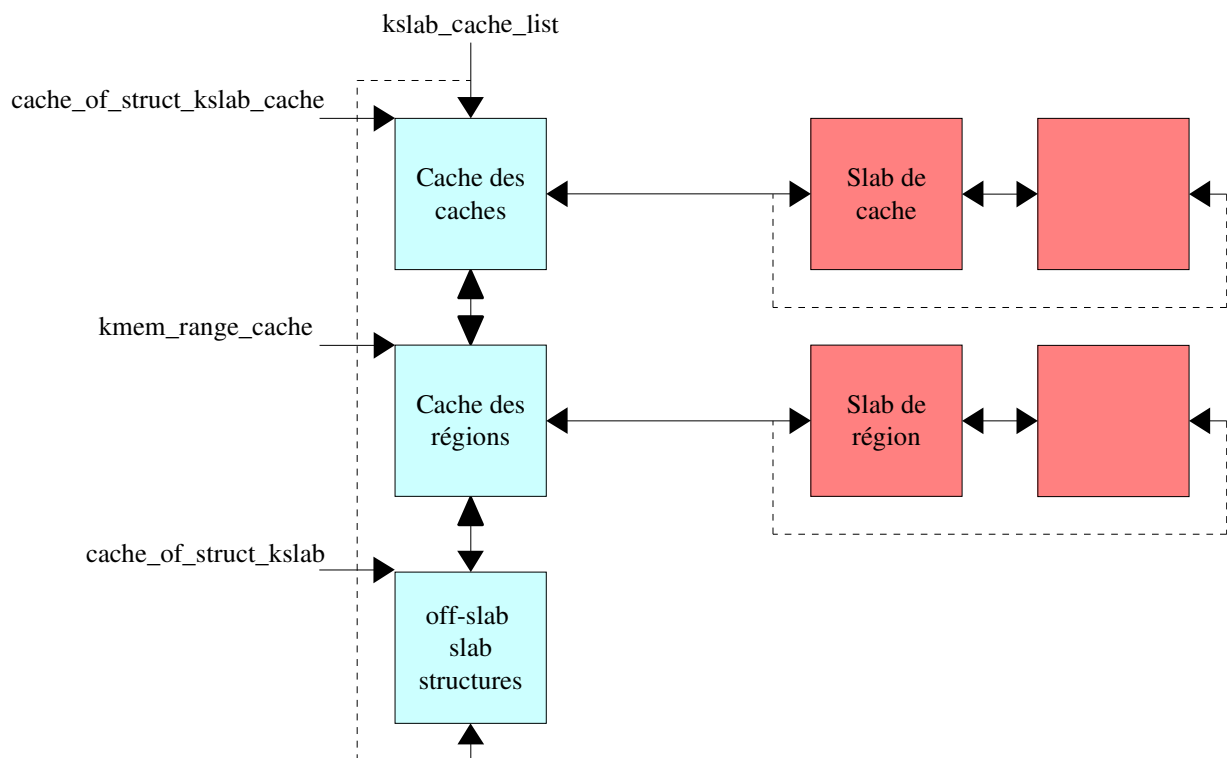 kslab_cache_list
cache_of_struct_kslab_cache
Cache des
caches
Slab de
cache
kmem_range_cache
Cache des
régions
Slab de
région
cache_of_struct_kslab
off-slab
slab
structures